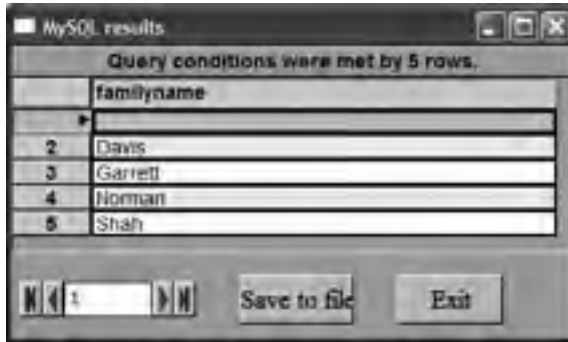 MySQL results
Query conditions were met by 5 rows.
familyname
2 Davis
3 Garrett
4 Norman
5 Shah
1 Save to file Exit